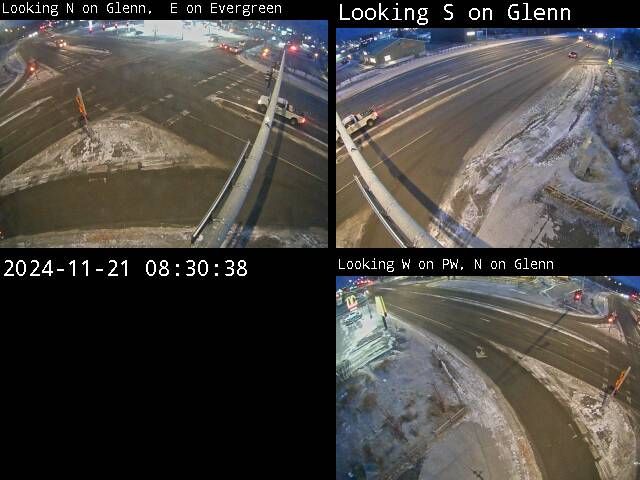 Looking N on Glenn,  E on Evergreen
Looking S on Glenn
2024-11-21 08:30:38
Looking W on PW, N on Glenn